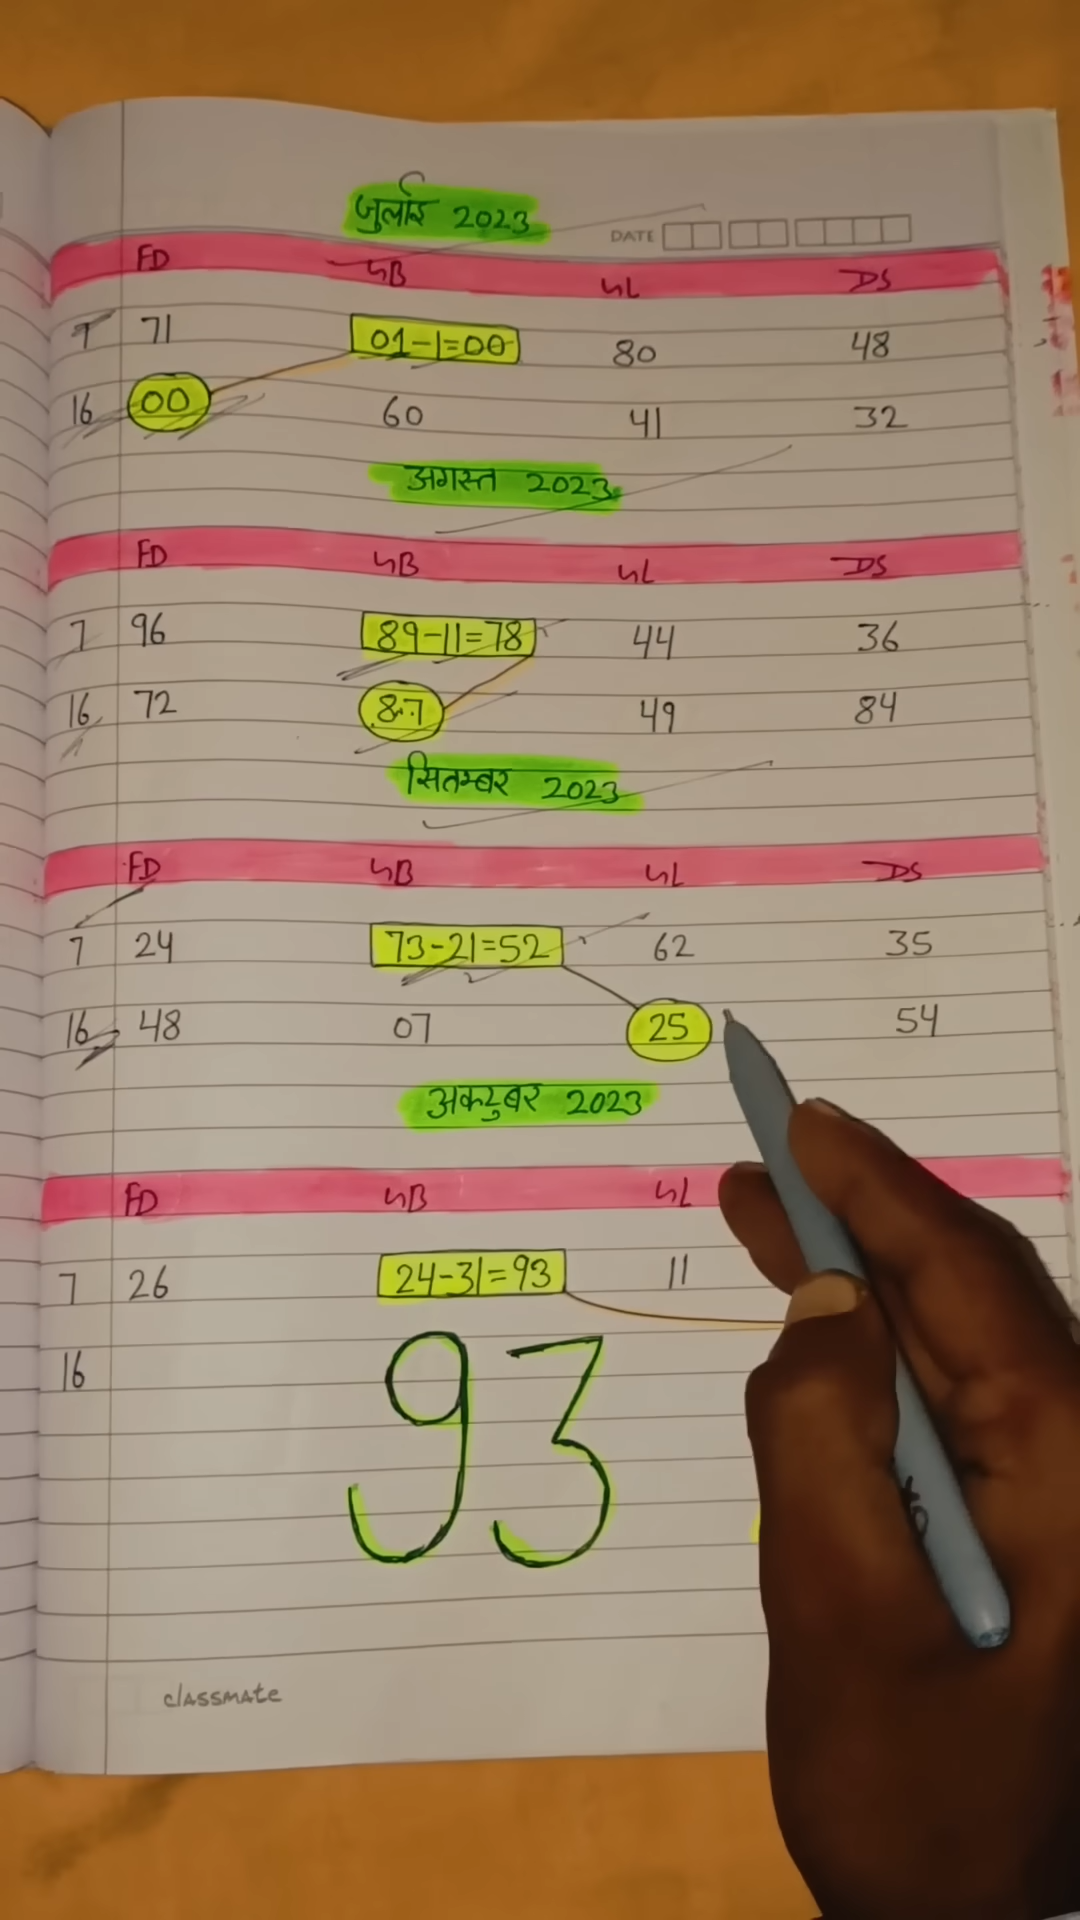 जुलाई 2023
DATE
FD GB GL DS
7 71 01-1=00 80 48
16 00 60 41 32
अगस्त 2023
FD GB GL DS
7 96 89-11=78 44 36
16 72 87 49 84
सितम्बर 2023
FD GB GL DS
7 24 73-21=52 62 35
16 48 07 25 54
अकटुबर 2023
FD GB GL
7 26 24-31=93 11
16
93
classmate